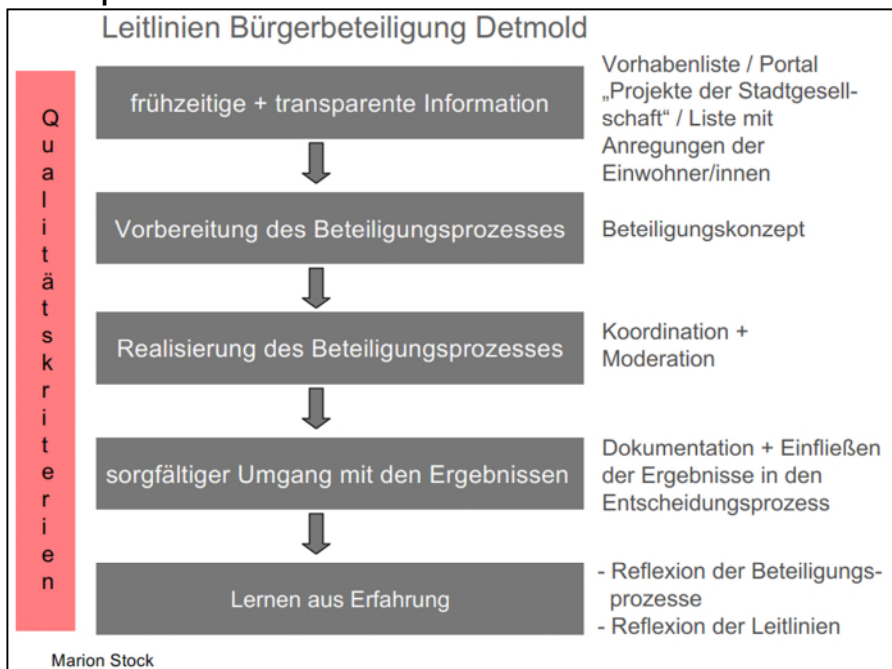 Leitlinien Bürgerbeteiligung Detmold
Qualitätskriterien
frühzeitige + transparente Information
Vorhabenliste / Portal
„Projekte der Stadtgesell-
schaft“ / Liste mit
Anregungen der
Einwohner/innen
Vorbereitung des Beteiligungsprozesses
Beteiligungskonzept
Realisierung des Beteiligungsprozesses
Koordination +
Moderation
sorgfältiger Umgang mit den Ergebnissen
Dokumentation + Einfließen
der Ergebnisse in den
Entscheidungsprozess
Lernen aus Erfahrung
- Reflexion der Beteiligungs-
prozesse
- Reflexion der Leitlinien
Marion Stock